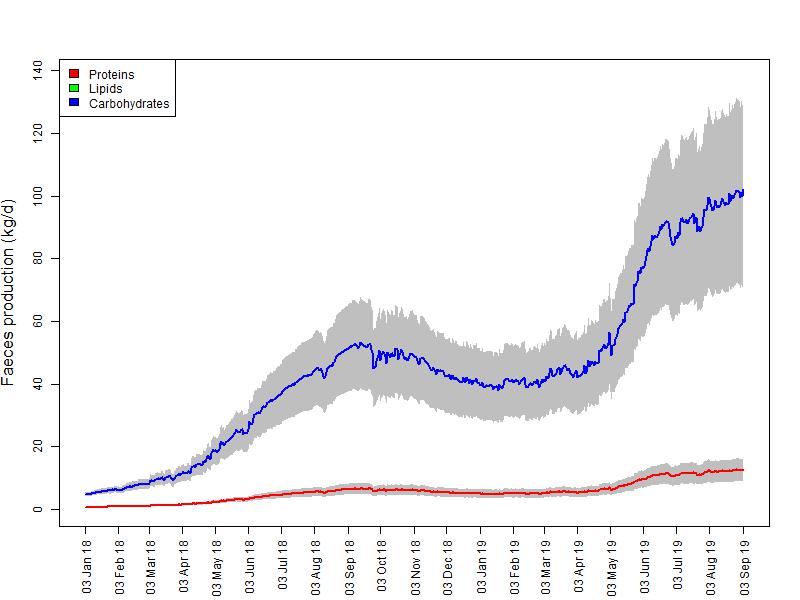 Proteins
Lipids
Carbohydrates
Faeces production (kg/d)
140
120
100
80
60
40
20
0
03 Jan 18
03 Feb 18
03 Mar 18
03 Apr 18
03 May 18
03 Jun 18
03 Jul 18
03 Aug 18
03 Sep 18
03 Oct 18
03 Nov 18
03 Dec 18
03 Jan 19
03 Feb 19
03 Mar 19
03 Apr 19
03 May 19
03 Jun 19
03 Jul 19
03 Aug 19
03 Sep 19